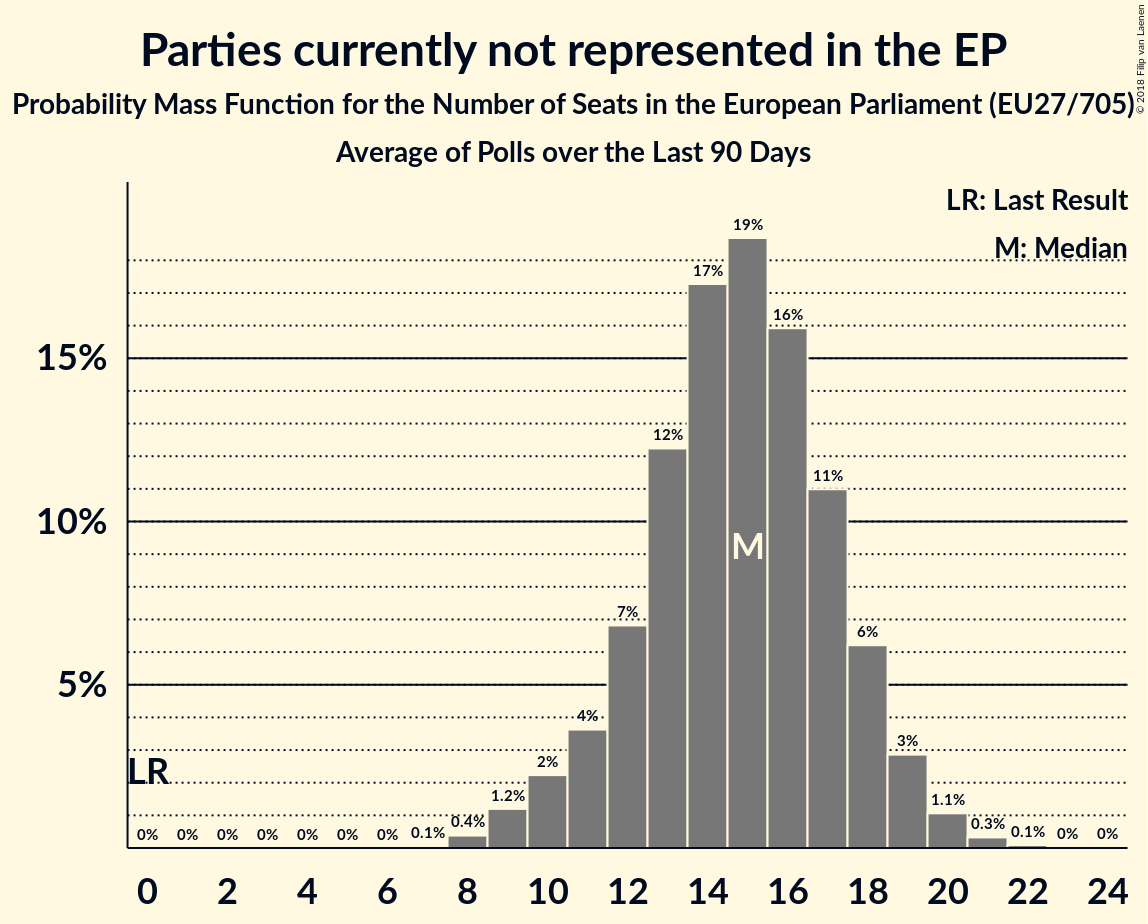 Parties currently not represented in the EP
Probability Mass Function for the Number of Seats in the European Parliament (EU27/705)
Average of Polls over the Last 90 Days
© 2018 Filip van Laenen
LR: Last Result
M: Median
15%
10%
5%
LR
M
0% 0% 0% 0% 0% 0% 0% 0.1% 0.4% 1.2% 2% 4% 7% 12% 17% 19% 16% 11% 6% 3% 1.1% 0.3% 0.1% 0% 0%
0 2 4 6 8 10 12 14 16 18 20 22 24